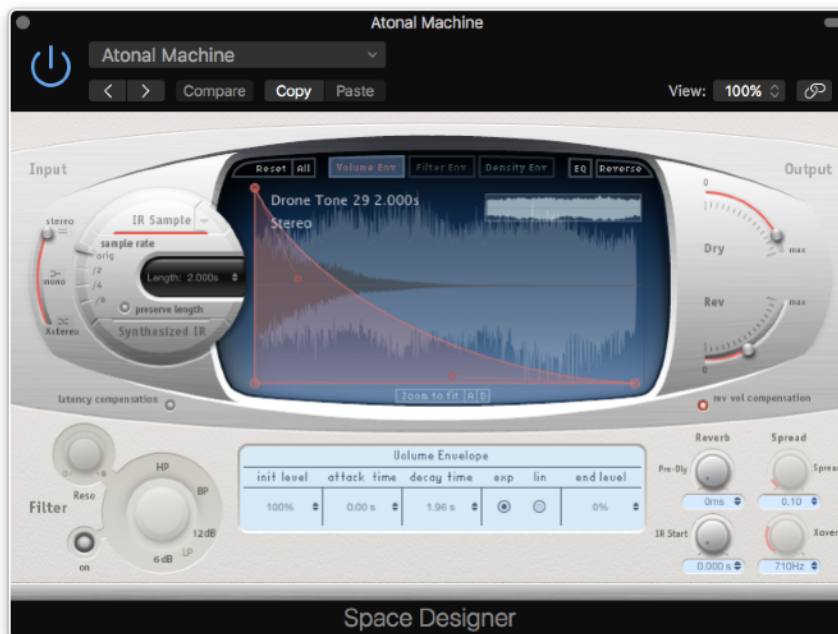 Atonal Machine
Atonal Machine
Compare Copy Paste View: 100%
Input
Output
Reset All Volume Env Filter Env Density Env EQ Reverse
Drone Tone 29 2.000s
Stereo
stereo
mono
Xstereo
IR Sample
sample rate
orig
/2
/4
/8
Length: 2.000s
preserve length
Synthesized IR
0
max
Dry
Rev
max
0
Zoom to fit A D
latency compensation
rev vol compensation
Volume Envelope
init level attack time decay time exp lin end level
100% 0.00 s 1.96 s 0%
Filter
Reso
on
HP
BP
12dB
LP
6dB
Reverb Spread
Pre-Dly
0ms
Sprea
0.10
IR Start
0.000 s
Xover
710Hz
Space Designer